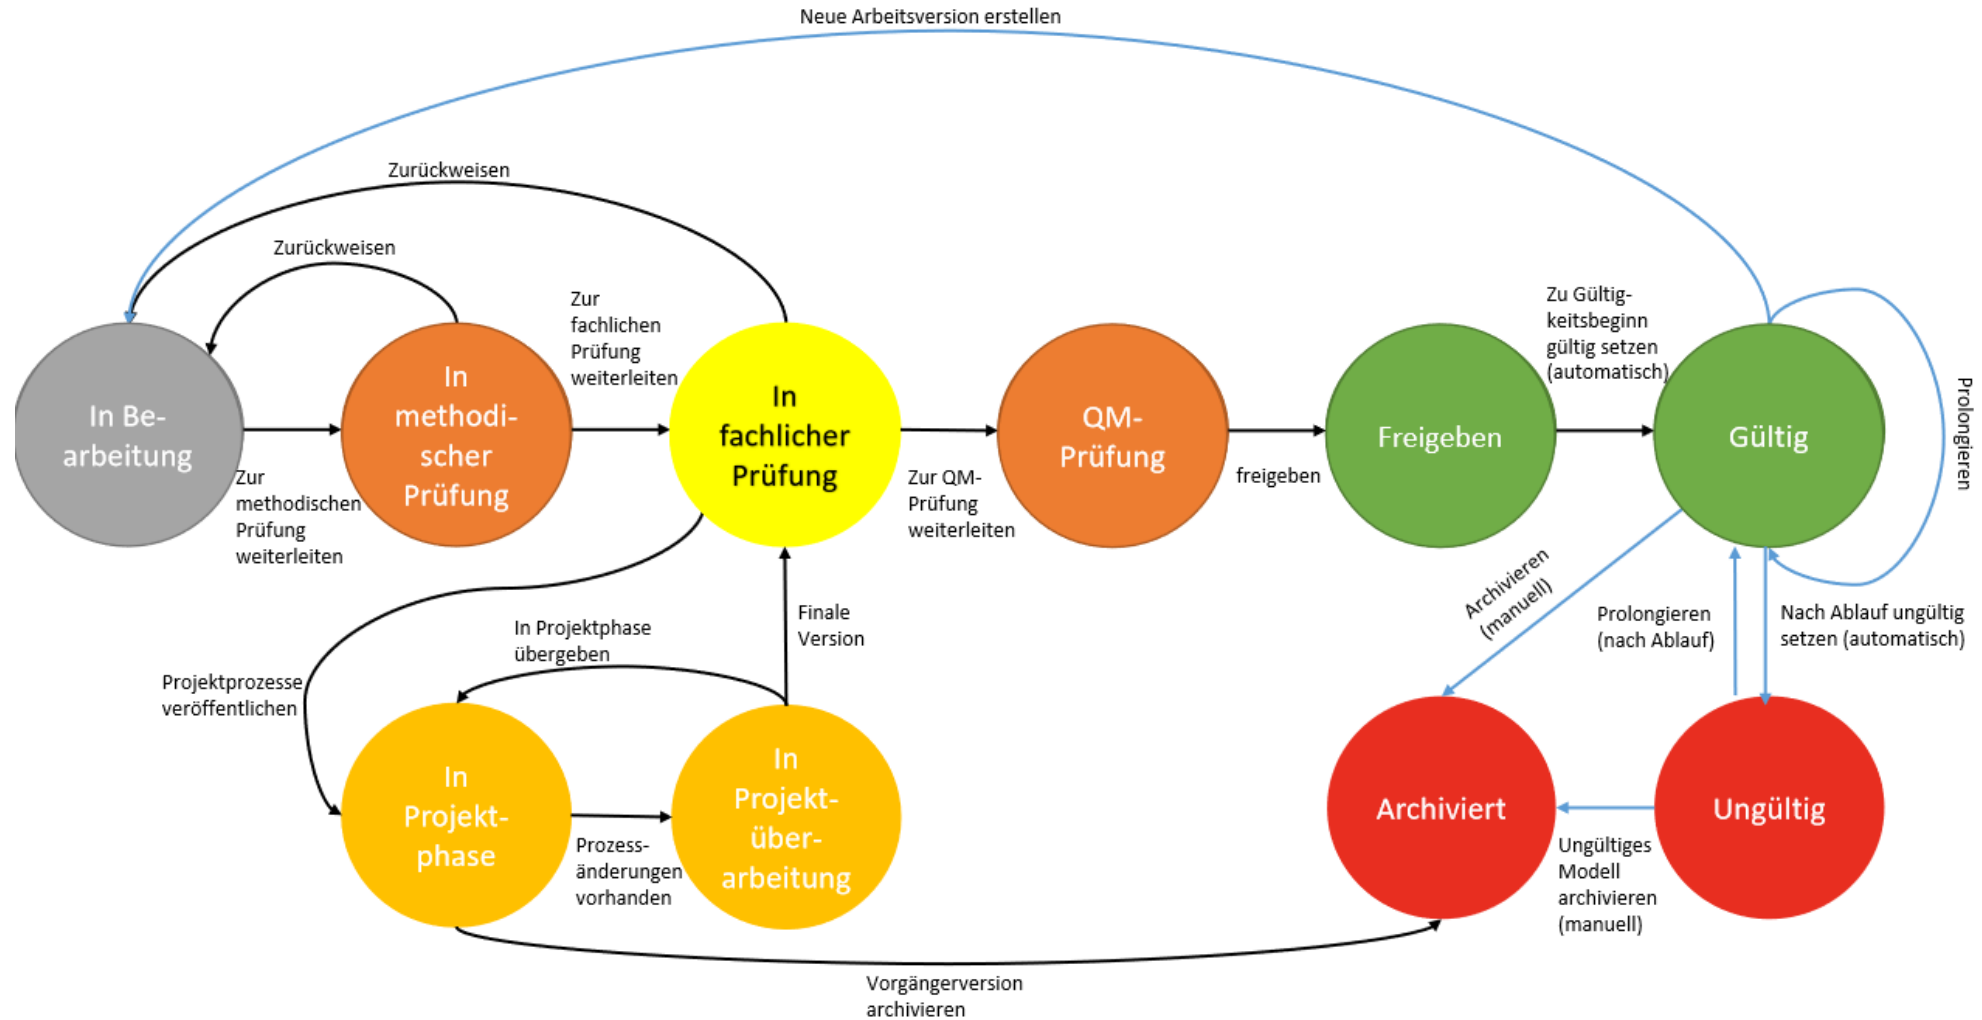 Neue Arbeitsversion erstellen
Zurückweisen
Zurückweisen
Zur
fachlichen
Prüfung
weiterleiten
Zu Gültig-
keitsbeginn
gültig setzen
(automatisch)
In Be-
arbeitung
In
methodi-
scher
Prüfung
In
fachlicher
Prüfung
QM-
Prüfung
Freigeben
Gültig
Prolongieren
Zur
methodischen
Prüfung
weiterleiten
Zur QM-
Prüfung
weiterleiten
freigeben
Archivieren
(manuell)
Prolongieren
(nach Ablauf)
Nach Ablauf ungültig
setzen (automatisch)
Finale
Version
In Projektphase
übergeben
Projektprozesse
veröffentlichen
In
Projekt-
phase
In
Projekt-
über-
arbeitung
Archiviert
Ungültig
Prozess-
änderungen
vorhanden
Ungültiges
Modell
archivieren
(manuell)
Vorgängerversion
archivieren